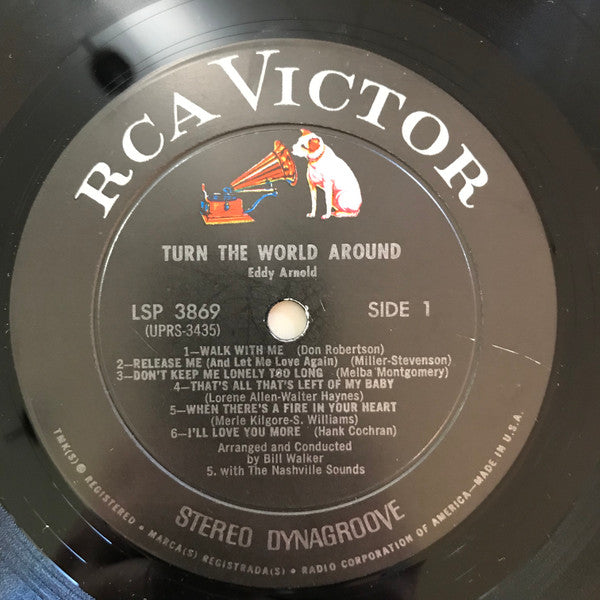 RCA VICTOR
TURN THE WORLD AROUND
Eddy Arnold
LSP 3869
(UPRS-3435)
SIDE 1
1—WALK WITH ME (Don Robertson)
2—RELEASE ME (And Let Me Love Again) (Miller-Stevenson)
3—DON'T KEEP ME LONELY TOO LONG (Melba Montgomery)
4—THAT'S ALL THAT'S LEFT OF MY BABY
(Lorene Allen-Walter Haynes)
5—WHEN THERE'S A FIRE IN YOUR HEART
(Merle Kilgore-S. Williams)
6—I'LL LOVE YOU MORE (Hank Cochran)
Arranged and Conducted
by Bill Walker
5. with The Nashville Sounds
STEREO DYNAGROOVE
TMK(S) ® REGISTERED • MARCA(S) REGISTRADA(S) • RADIO CORPORATION OF AMERICA—MADE IN U.S.A.